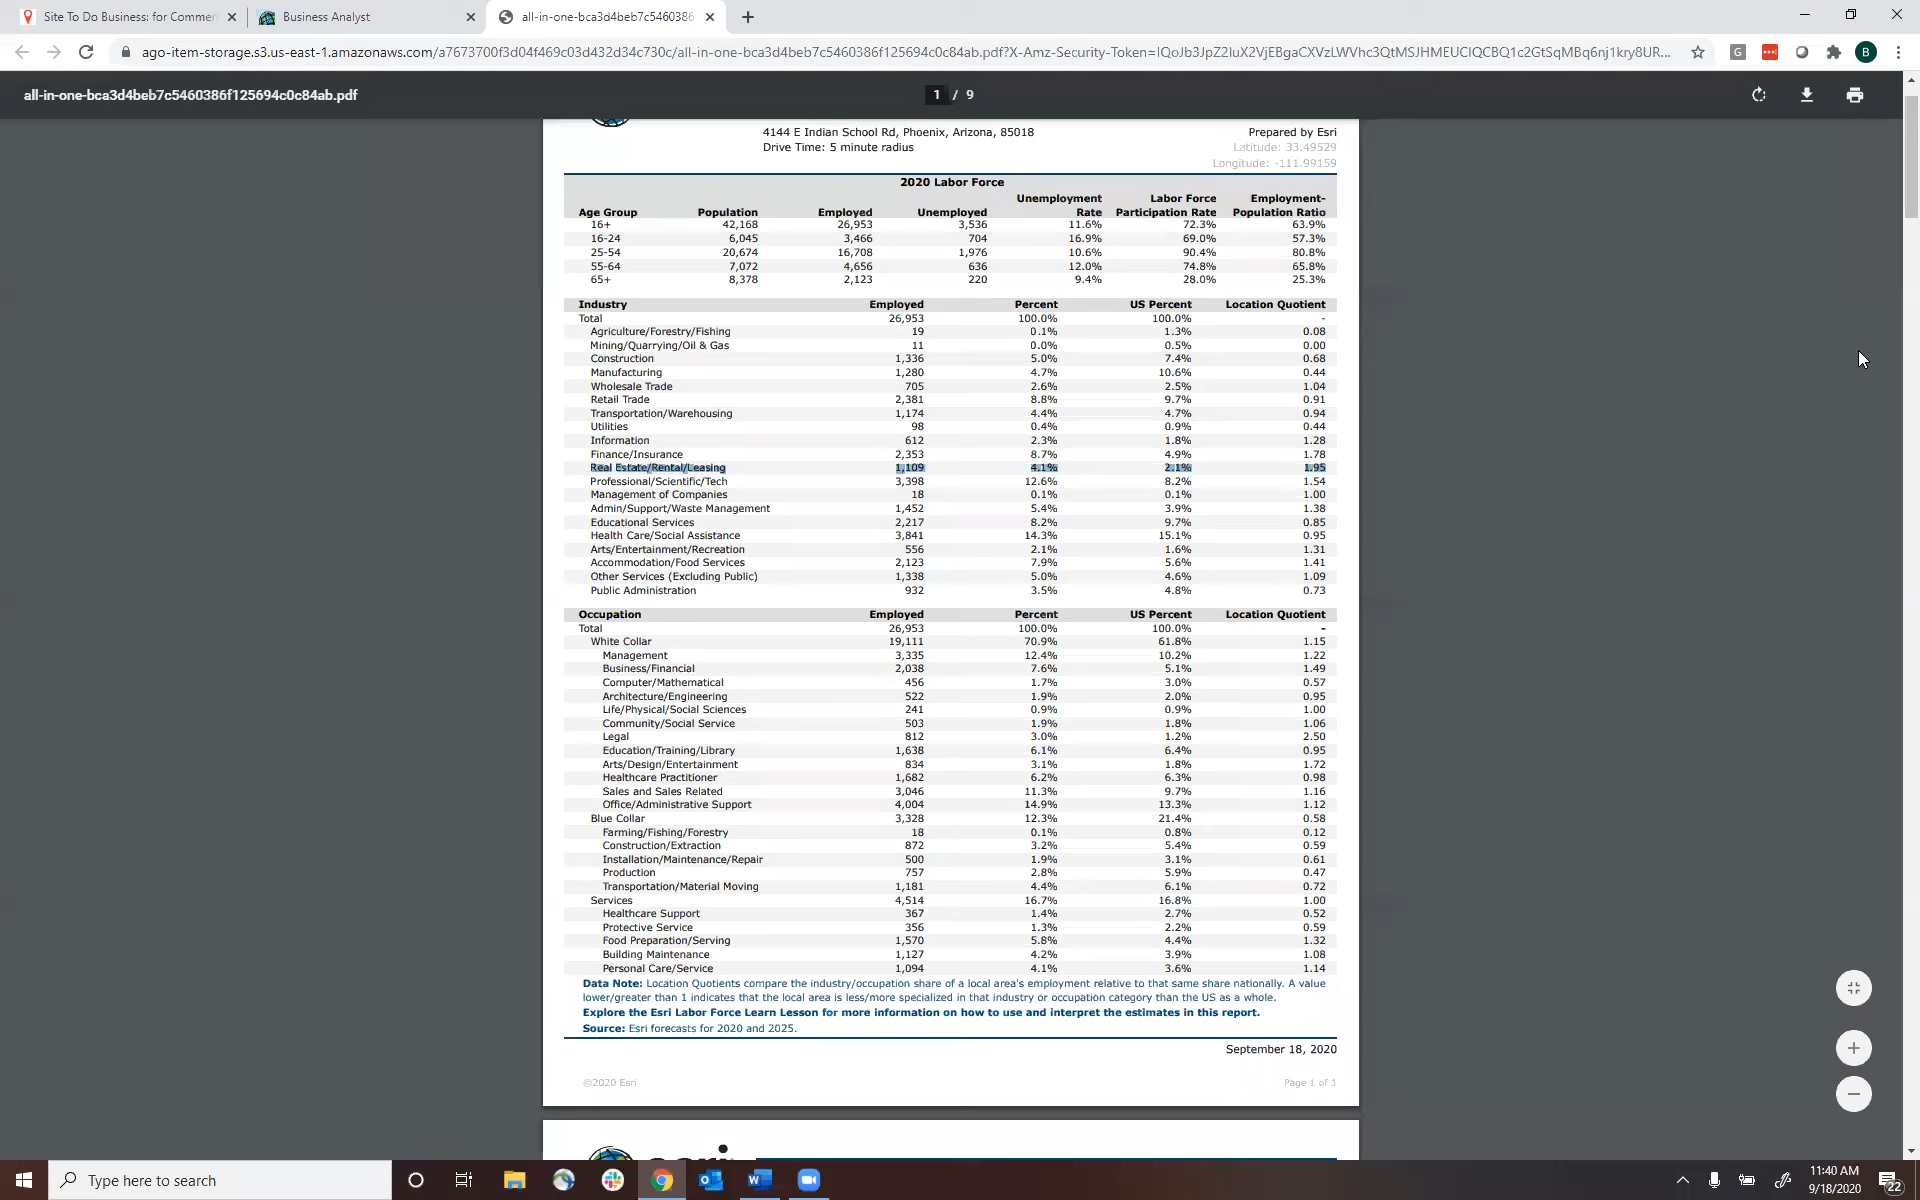 Site To Do Business: for Commer
Business Analyst
all-in-one-bca3d4beb7c5460386
ago-item-storage.s3.us-east-1.amazonaws.com/a7673700f3d04f469c03d432d34c730c/all-in-one-bca3d4beb7c5460386f125694c0c84ab.pdf?X-Amz-Security-Token=IQoJb3JpZ2luX2VjEBgaCXVzLWVhc3QtMSJHMEUCIQCBQ1c2GtSqMBq6nj1kry8UR...
G
B
all-in-one-bca3d4beb7c5460386f125694c0c84ab.pdf
1 / 9
4144 E Indian School Rd, Phoenix, Arizona, 85018 Prepared by Esri
Drive Time: 5 minute radius Latitude: 33.49529
Longitude: -111.99159
2020 Labor Force
Unemployment Labor Force Employment-
Age Group Population Employed Unemployed Rate Participation Rate Population Ratio
16+ 42,168 26,953 3,536 11.6% 72.3% 63.9%
16-24 6,045 3,466 704 16.9% 69.0% 57.3%
25-54 20,674 16,708 1,976 10.6% 90.4% 80.8%
55-64 7,072 4,656 636 12.0% 74.8% 65.8%
65+ 8,378 2,123 220 9.4% 28.0% 25.3%
Industry Employed Percent US Percent Location Quotient
Total 26,953 100.0% 100.0% -
Agriculture/Forestry/Fishing 19 0.1% 1.3% 0.08
Mining/Quarrying/Oil & Gas 11 0.0% 0.5% 0.00
Construction 1,336 5.0% 7.4% 0.68
Manufacturing 1,280 4.7% 10.6% 0.44
Wholesale Trade 705 2.6% 2.5% 1.04
Retail Trade 2,381 8.8% 9.7% 0.91
Transportation/Warehousing 1,174 4.4% 4.7% 0.94
Utilities 98 0.4% 0.9% 0.44
Information 612 2.3% 1.8% 1.28
Finance/Insurance 2,353 8.7% 4.9% 1.78
Real Estate/Rental/Leasing 1,109 4.1% 2.1% 1.95
Professional/Scientific/Tech 3,398 12.6% 8.2% 1.54
Management of Companies 18 0.1% 0.1% 1.00
Admin/Support/Waste Management 1,452 5.4% 3.9% 1.38
Educational Services 2,217 8.2% 9.7% 0.85
Health Care/Social Assistance 3,841 14.3% 15.1% 0.95
Arts/Entertainment/Recreation 556 2.1% 1.6% 1.31
Accommodation/Food Services 2,123 7.9% 5.6% 1.41
Other Services (Excluding Public) 1,338 5.0% 4.6% 1.09
Public Administration 932 3.5% 4.8% 0.73
Occupation Employed Percent US Percent Location Quotient
Total 26,953 100.0% 100.0% -
White Collar 19,111 70.9% 61.8% 1.15
Management 3,335 12.4% 10.2% 1.22
Business/Financial 2,038 7.6% 5.1% 1.49
Computer/Mathematical 456 1.7% 3.0% 0.57
Architecture/Engineering 522 1.9% 2.0% 0.95
Life/Physical/Social Sciences 241 0.9% 0.9% 1.00
Community/Social Service 503 1.9% 1.8% 1.06
Legal 812 3.0% 1.2% 2.50
Education/Training/Library 1,638 6.1% 6.4% 0.95
Arts/Design/Entertainment 834 3.1% 1.8% 1.72
Healthcare Practitioner 1,682 6.2% 6.3% 0.98
Sales and Sales Related 3,046 11.3% 9.7% 1.16
Office/Administrative Support 4,004 14.9% 13.3% 1.12
Blue Collar 3,328 12.3% 21.4% 0.58
Farming/Fishing/Forestry 18 0.1% 0.8% 0.12
Construction/Extraction 872 3.2% 5.4% 0.59
Installation/Maintenance/Repair 500 1.9% 3.1% 0.61
Production 757 2.8% 5.9% 0.47
Transportation/Material Moving 1,181 4.4% 6.1% 0.72
Services 4,514 16.7% 16.8% 1.00
Healthcare Support 367 1.4% 2.7% 0.52
Protective Service 356 1.3% 2.2% 0.59
Food Preparation/Serving 1,570 5.8% 4.4% 1.32
Building Maintenance 1,127 4.2% 3.9% 1.08
Personal Care/Service 1,094 4.1% 3.6% 1.14
Data Note: Location Quotients compare the industry/occupation share of a local area's employment relative to that same share nationally. A value
lower/greater than 1 indicates that the local area is less/more specialized in that industry or occupation category than the US as a whole.
Explore the Esri Labor Force Learn Lesson for more information on how to use and interpret the estimates in this report.
Source: Esri forecasts for 2020 and 2025.
September 18, 2020
©2020 Esri Page 1 of 1
Type here to search
11:40 AM
9/18/2020
22